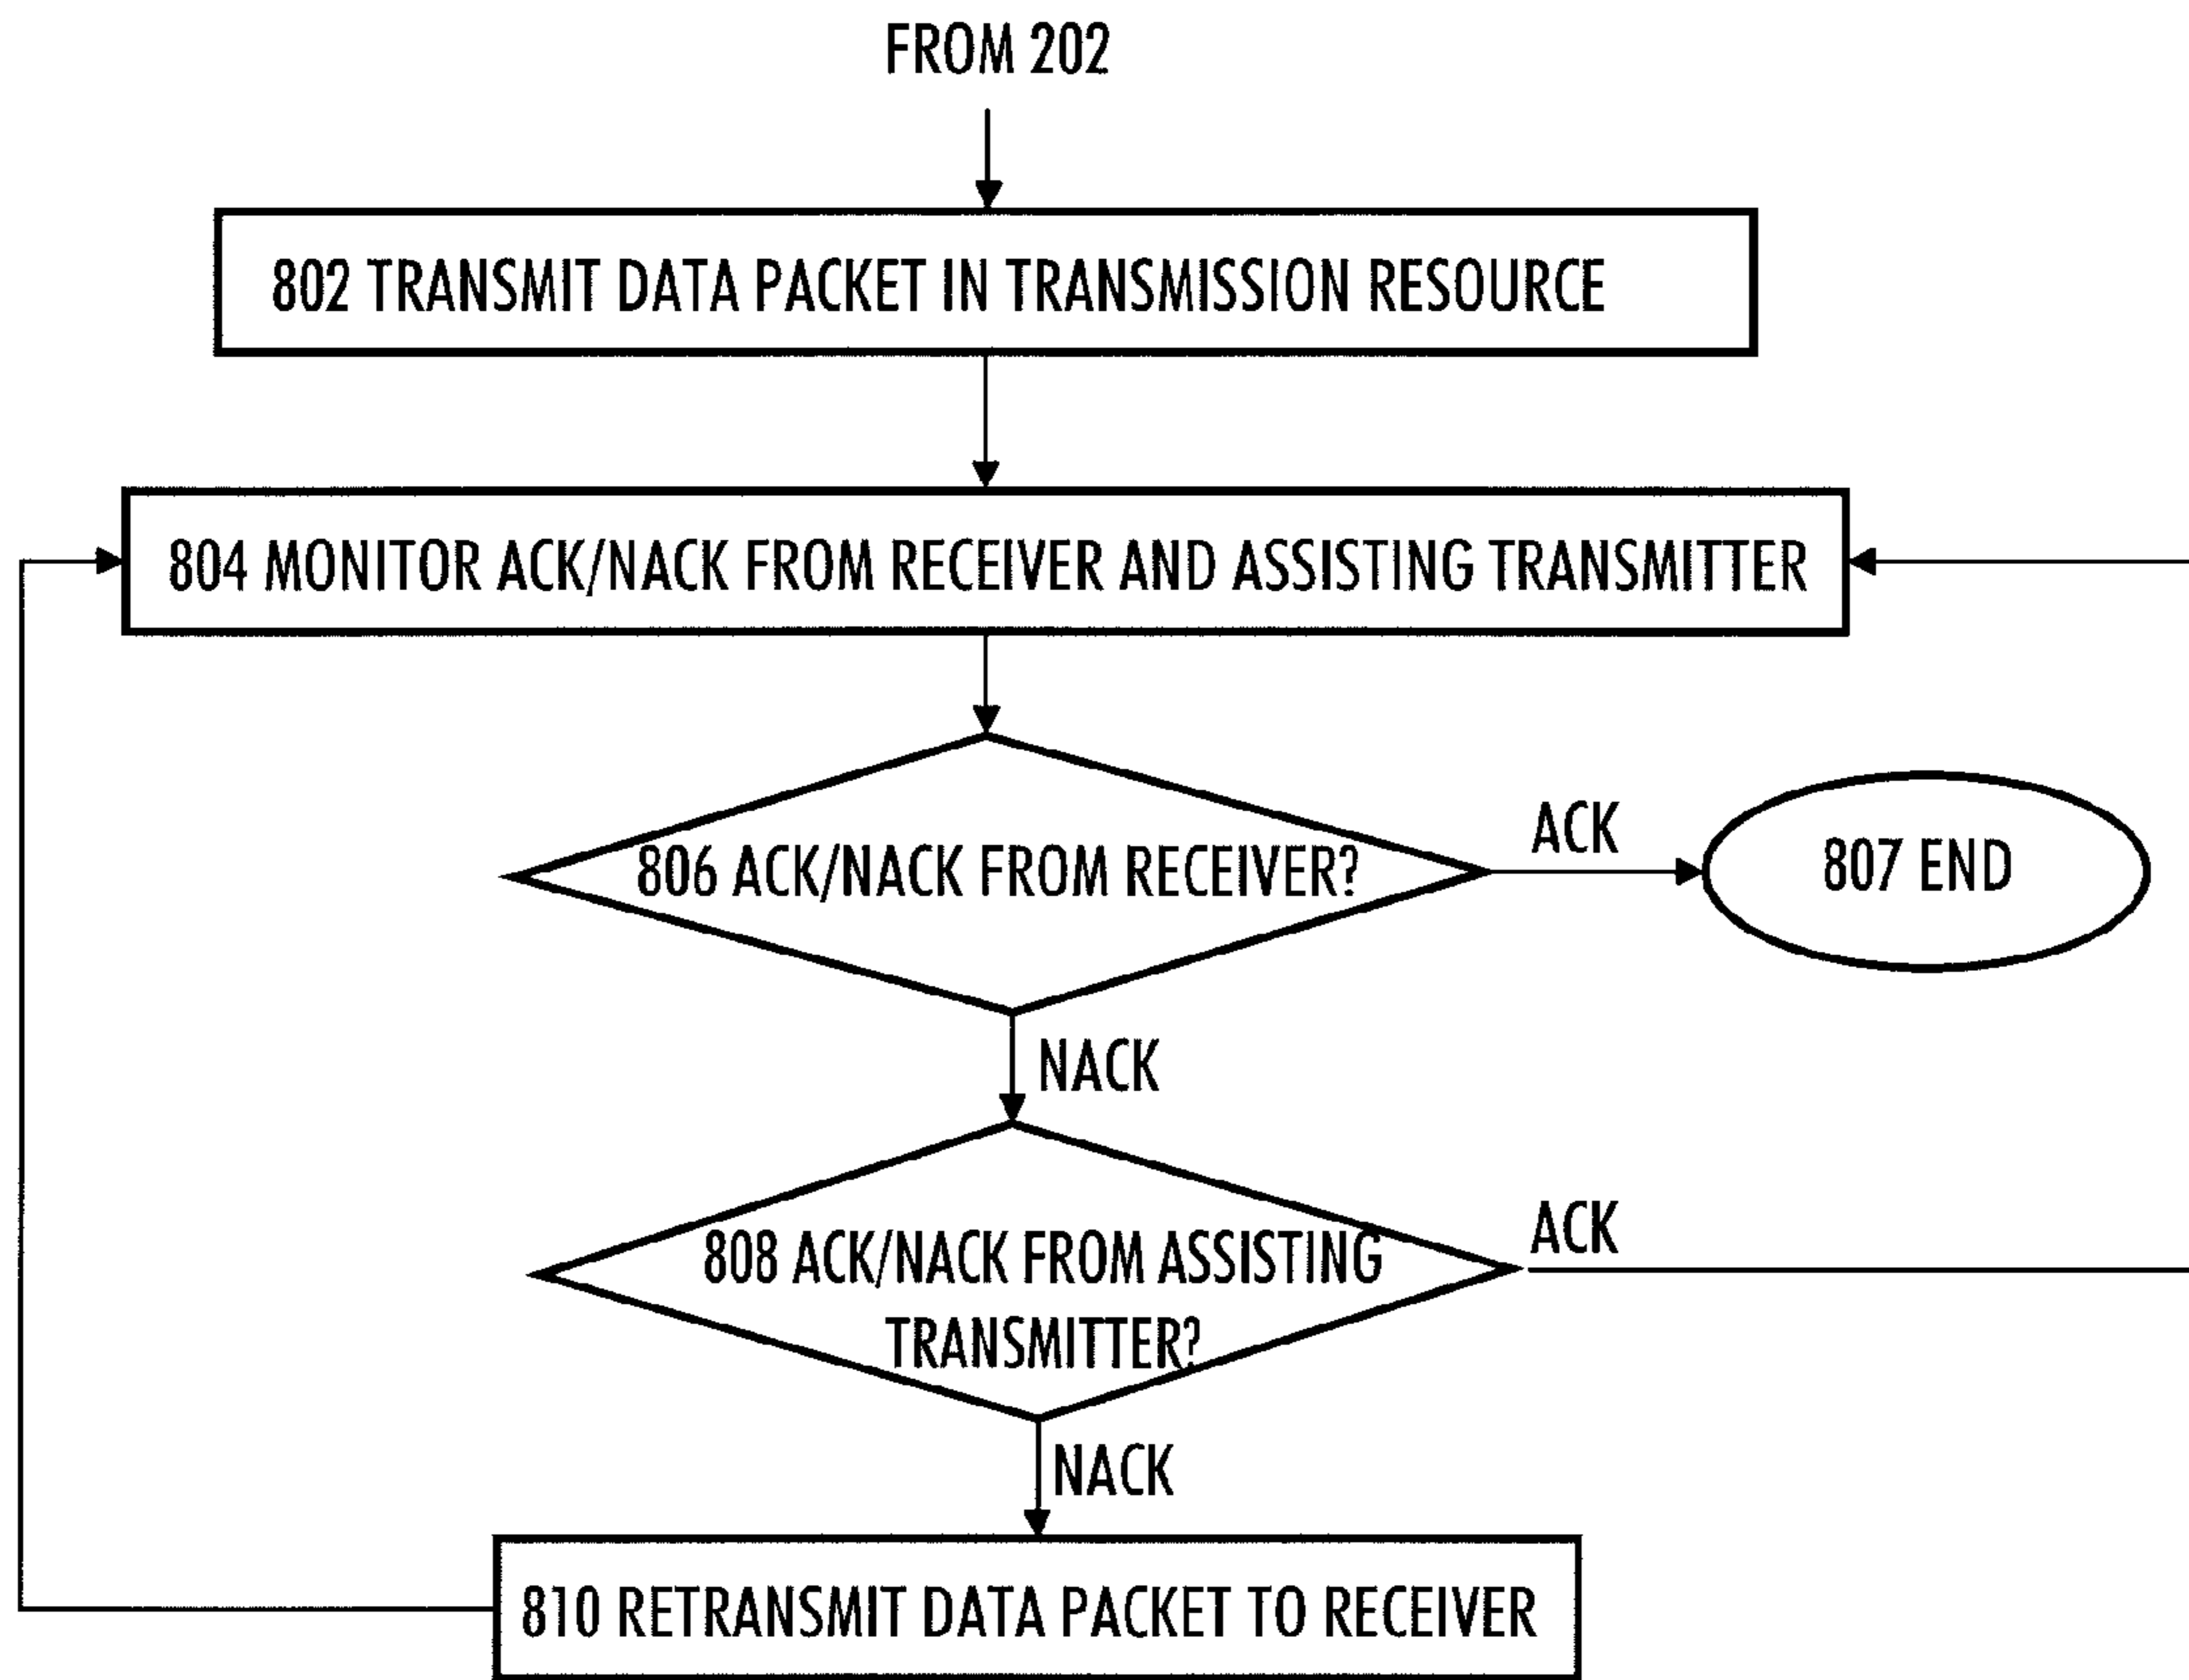 FROM 202
802 TRANSMIT DATA PACKET IN TRANSMISSION RESOURCE
804 MONITOR ACK/NACK FROM RECEIVER AND ASSISTING TRANSMITTER
806 ACK/NACK FROM RECEIVER?
ACK
807 END
NACK
808 ACK/NACK FROM ASSISTING
TRANSMITTER?
ACK
NACK
810 RETRANSMIT DATA PACKET TO RECEIVER